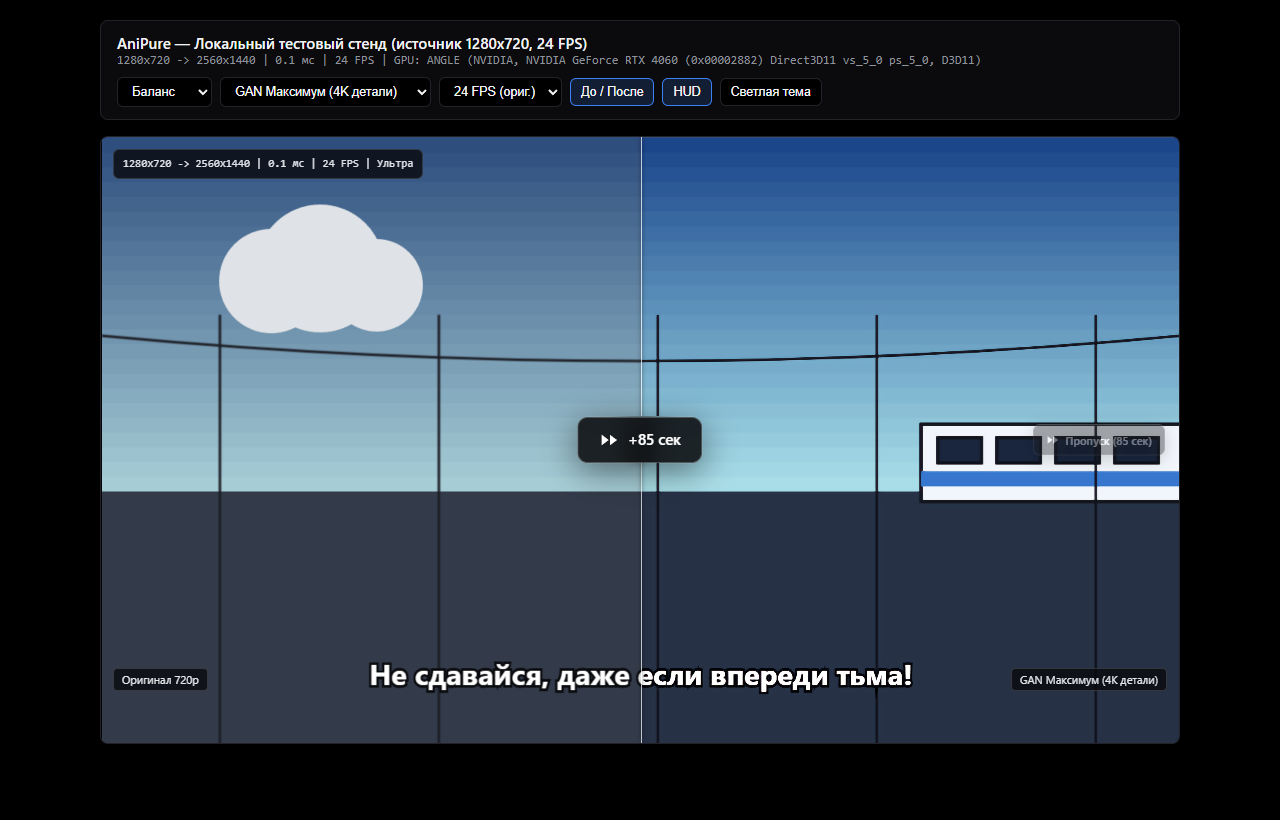 AniPure — Локальный тестовый стенд (источник 1280x720, 24 FPS)
1280x720 -> 2560x1440 | 0.1 мс | 24 FPS | GPU: ANGLE (NVIDIA, NVIDIA GeForce RTX 4060 (0x00002882) Direct3D11 vs_5_0 ps_5_0, D3D11)
Баланс GAN Максимум (4K детали) 24 FPS (ориг.) До / После HUD Светлая тема
1280x720 -> 2560x1440 | 0.1 мс | 24 FPS | Ультра
+85 сек
Пропуск (85 сек)
Не сдавайся, даже если впереди тьма!
Оригинал 720p
GAN Максимум (4K детали)